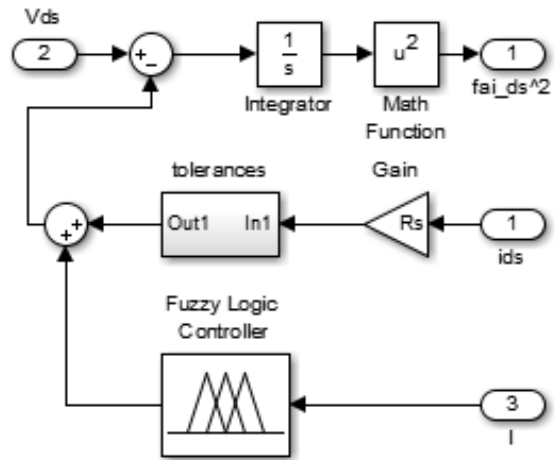 Vds
2
+
−
1
s
Integrator
u²
Math
Function
1
fai_ds^2
tolerances
Gain
+
+
Out1 In1
Rs
1
ids
Fuzzy Logic
Controller
3
I